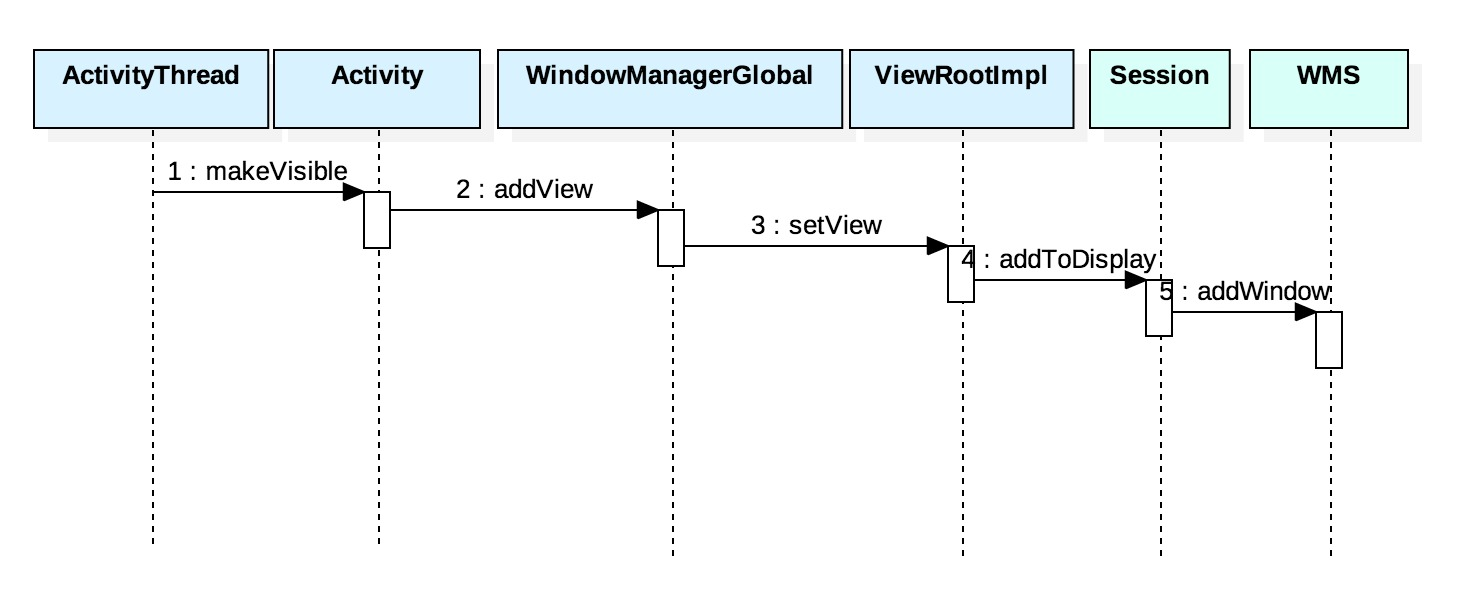 ActivityThread
Activity
WindowManagerGlobal
ViewRootImpl
Session
WMS
1 : makeVisible
2 : addView
3 : setView
4 : addToDisplay
5 : addWindow